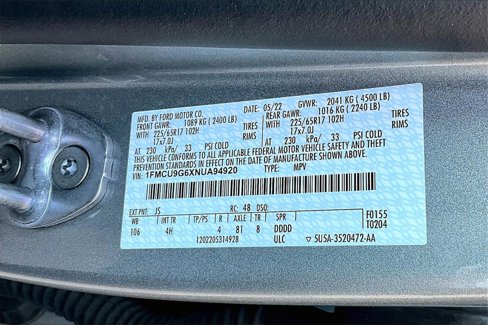 MFD. BY FORD MOTOR CO.
DATE: 05/22 GVWR: 2041 KG (4500 LB)
FRONT GAWR: 1089 KG (2400 LB) REAR GAWR: 1016 KG (2240 LB)
WITH 225/65R17 102H TIRES WITH 225/65R17 102H TIRES
17x7.0J RIMS 17x7.0J RIMS
AT 230 kPa/ 33 PSI COLD AT 230 kPa/ 33 PSI COLD
THIS VEHICLE CONFORMS TO ALL APPLICABLE FEDERAL MOTOR VEHICLE SAFETY AND THEFT
PREVENTION STANDARDS IN EFFECT ON THE DATE OF MANUFACTURE SHOWN ABOVE.
VIN: 1FMCU9G6XNUA94920 TYPE: MPV
EXT PNT: JS RC: 48 DSO:
WB INT TR TP/PS R AXLE TR SPR
106 4H 4 81 8 DDDD
F0155
T0204
1202205314928 ULC ▽ 5U5A-3520472-AA